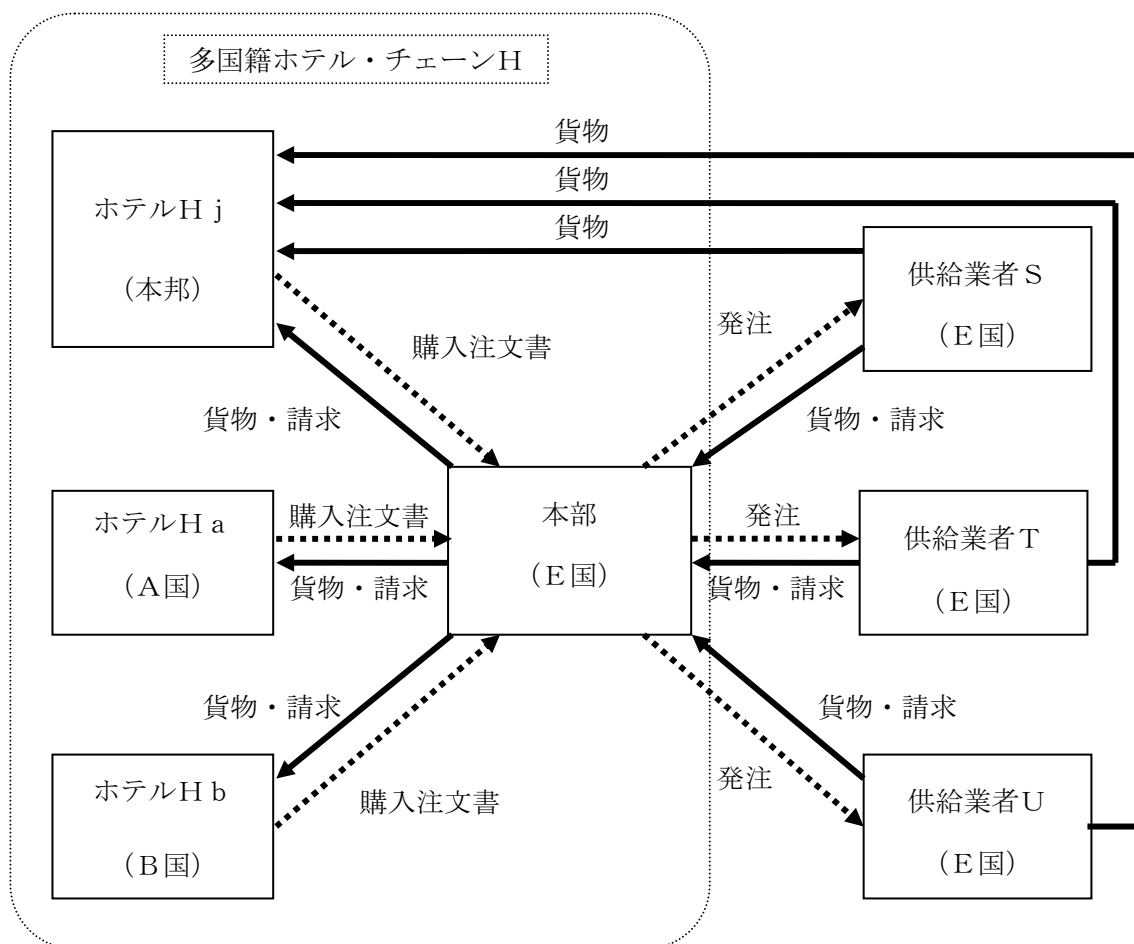 多国籍ホテル・チェーンＨ
貨物
貨物
貨物
ホテルＨｊ
（本邦）
供給業者Ｓ
（Ｅ国）
発注
購入注文書
貨物・請求
貨物・請求
ホテルＨａ
（Ａ国）
購入注文書
貨物・請求
本部
（Ｅ国）
発注
貨物・請求
供給業者Ｔ
（Ｅ国）
貨物・請求
貨物・請求
ホテルＨｂ
（Ｂ国）
購入注文書
発注
供給業者Ｕ
（Ｅ国）